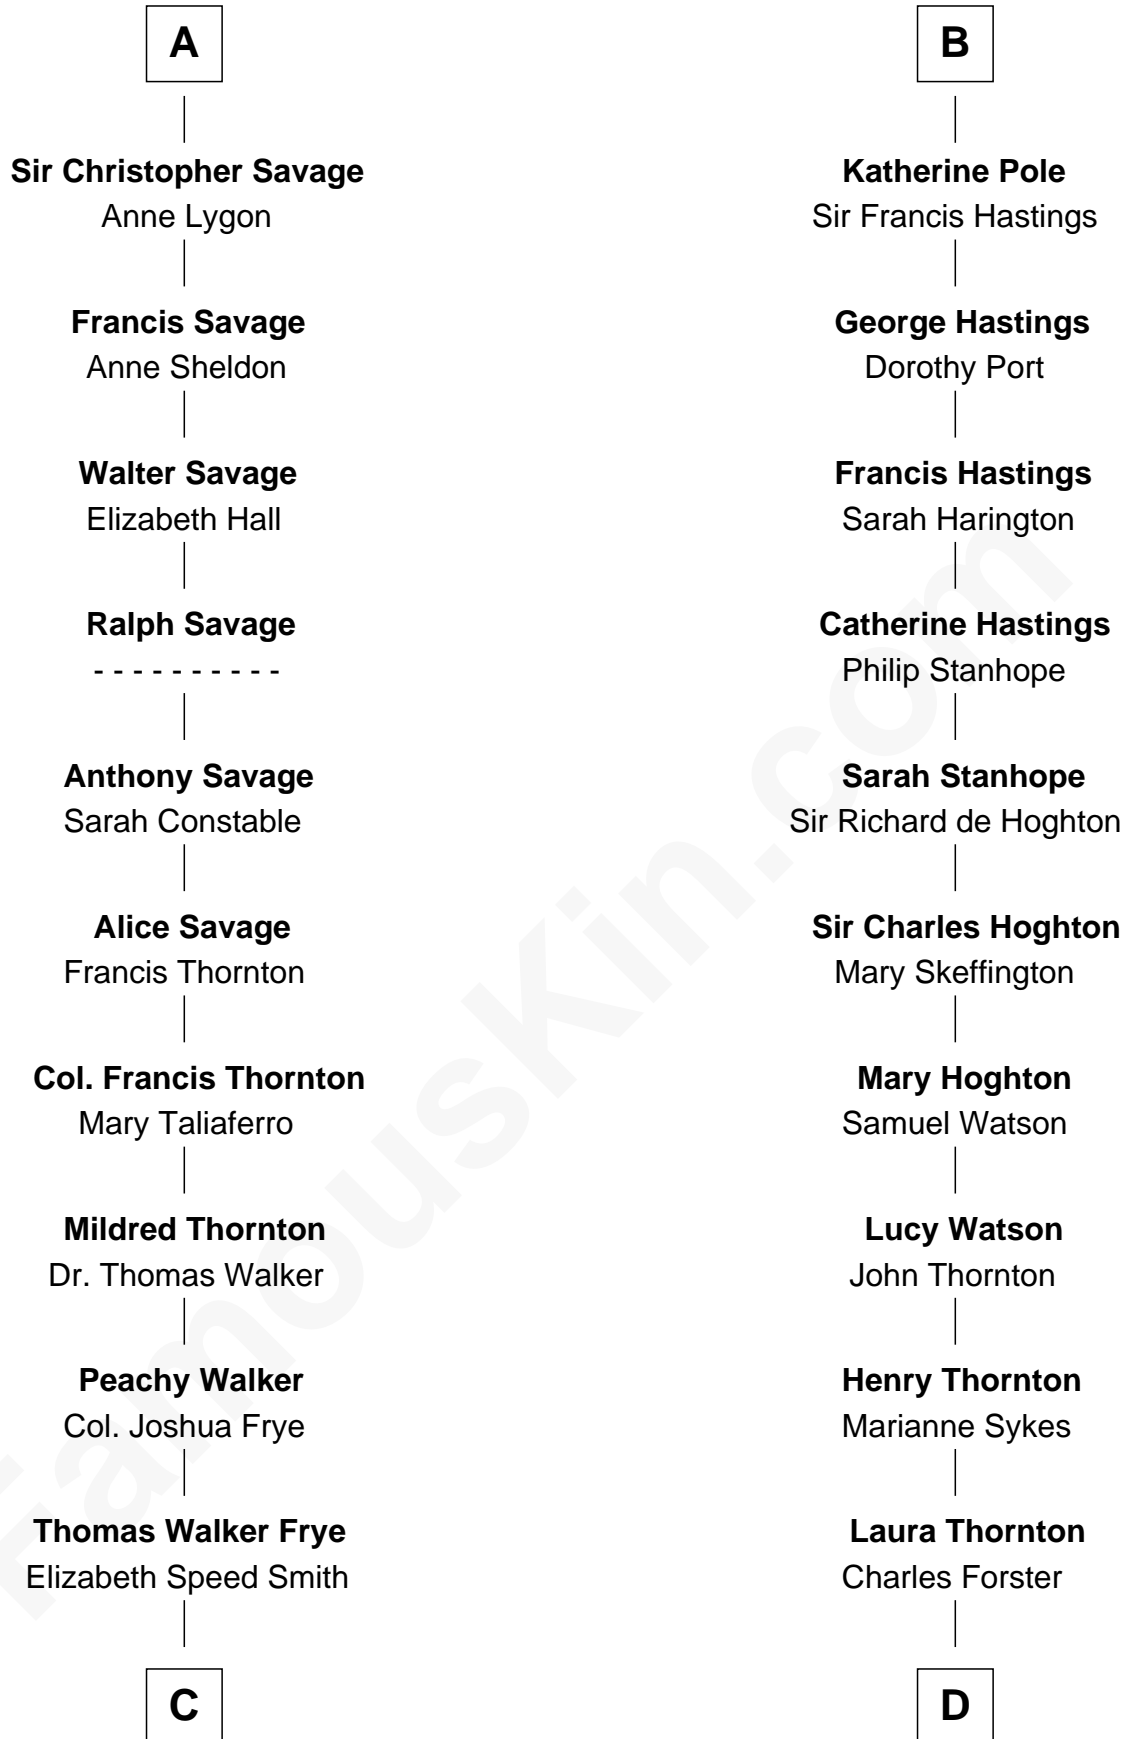 A
Sir Christopher Savage
Anne Lygon
Francis Savage
Anne Sheldon
Walter Savage
Elizabeth Hall
Ralph Savage
- - - - - - - - - -
Anthony Savage
Sarah Constable
Alice Savage
Francis Thornton
Col. Francis Thornton
Mary Taliaferro
Mildred Thornton
Dr. Thomas Walker
Peachy Walker
Col. Joshua Frye
Thomas Walker Frye
Elizabeth Speed Smith
C
B
Katherine Pole
Sir Francis Hastings
George Hastings
Dorothy Port
Francis Hastings
Sarah Harington
Catherine Hastings
Philip Stanhope
Sarah Stanhope
Sir Richard de Hoghton
Sir Charles Hoghton
Mary Skeffington
Mary Hoghton
Samuel Watson
Lucy Watson
John Thornton
Henry Thornton
Marianne Sykes
Laura Thornton
Charles Forster
D
FamousKin.com